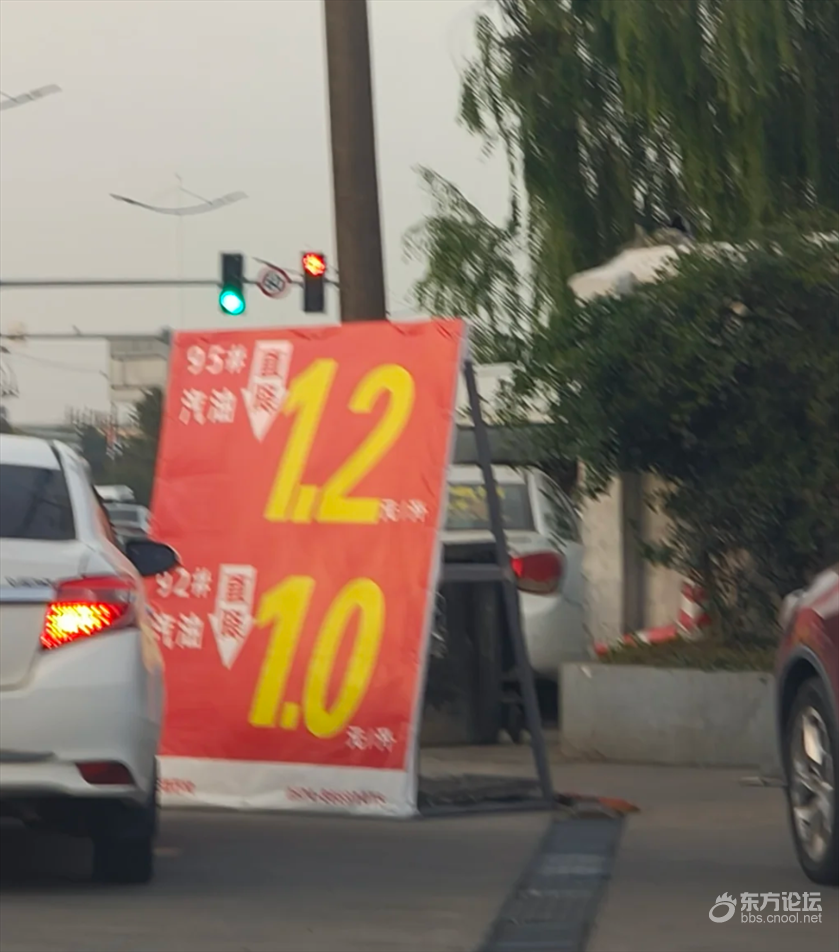 95# 直降 1.2
汽油 元/升
92# 直降 1.0
汽油 元/升
东方论坛
bbs.cnool.net